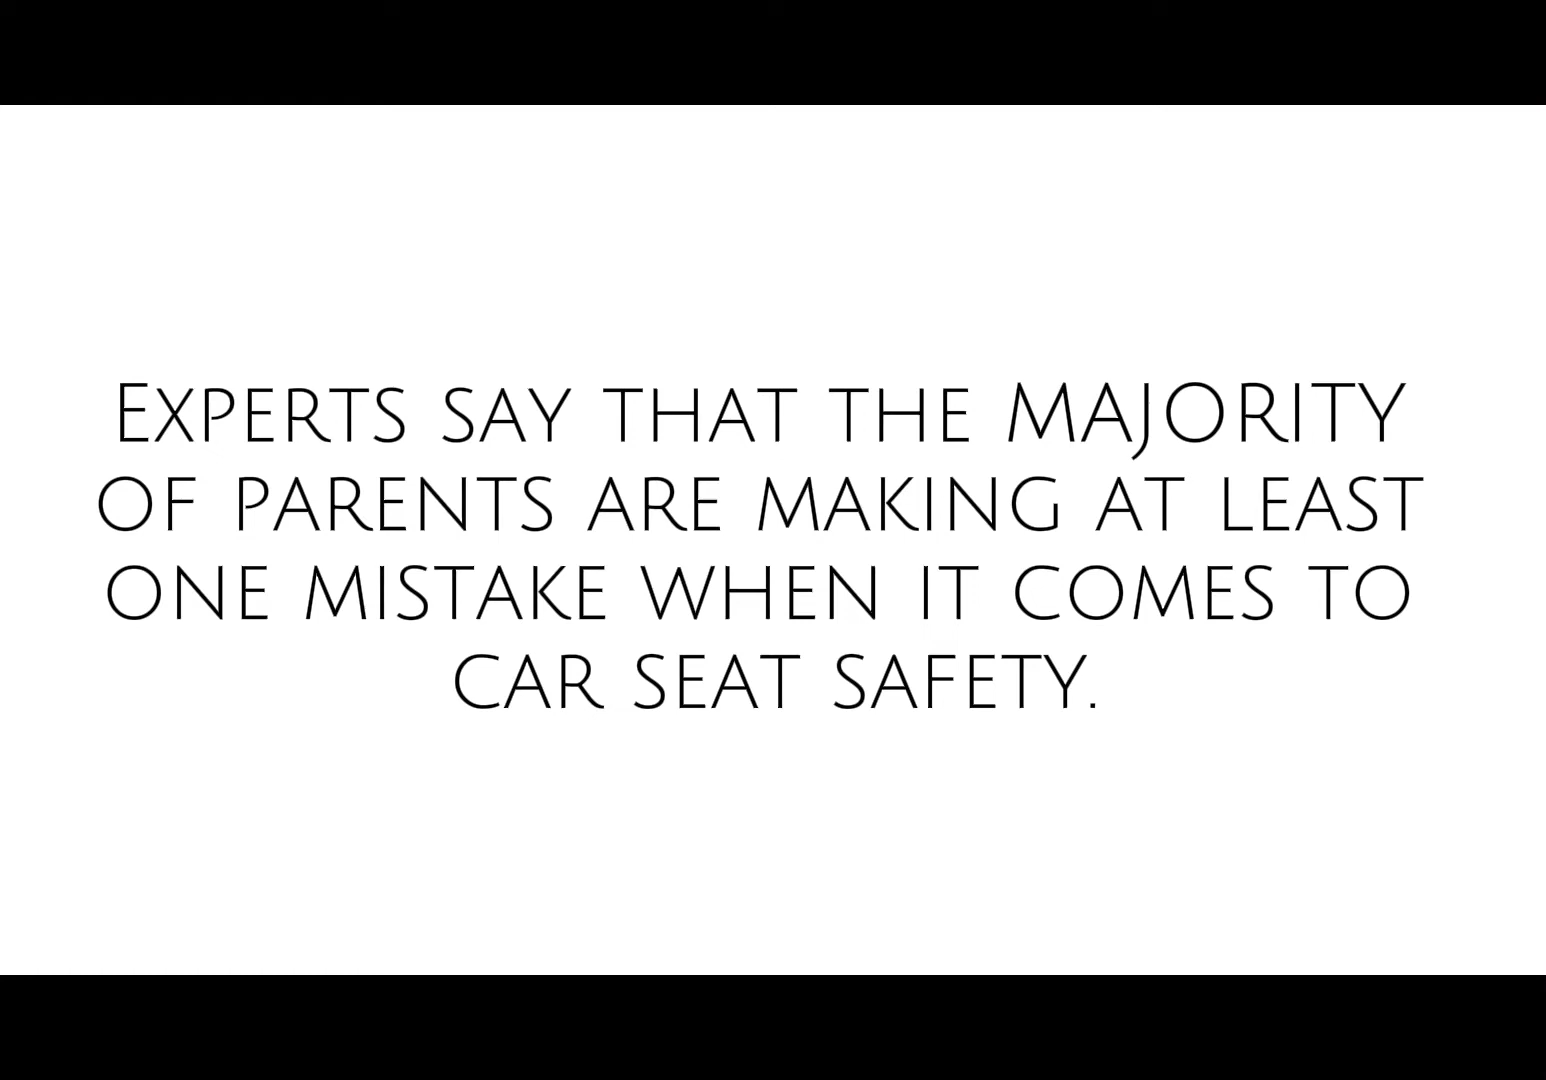 Experts say that the MAJORITY
of parents are making at least
one mistake when it comes to
car seat safety.